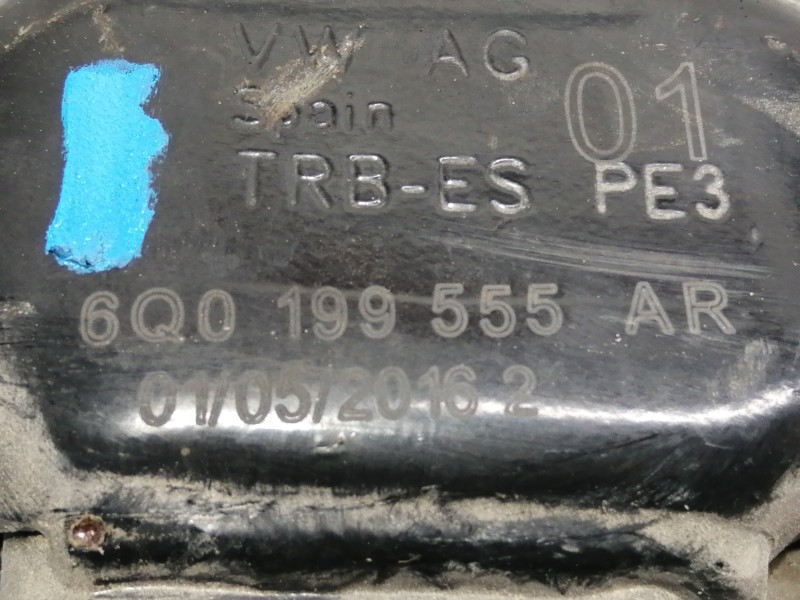 VW AG
Spain 01
TRB-ES PE3
6Q0 199 555 AR
01/05/2016 2